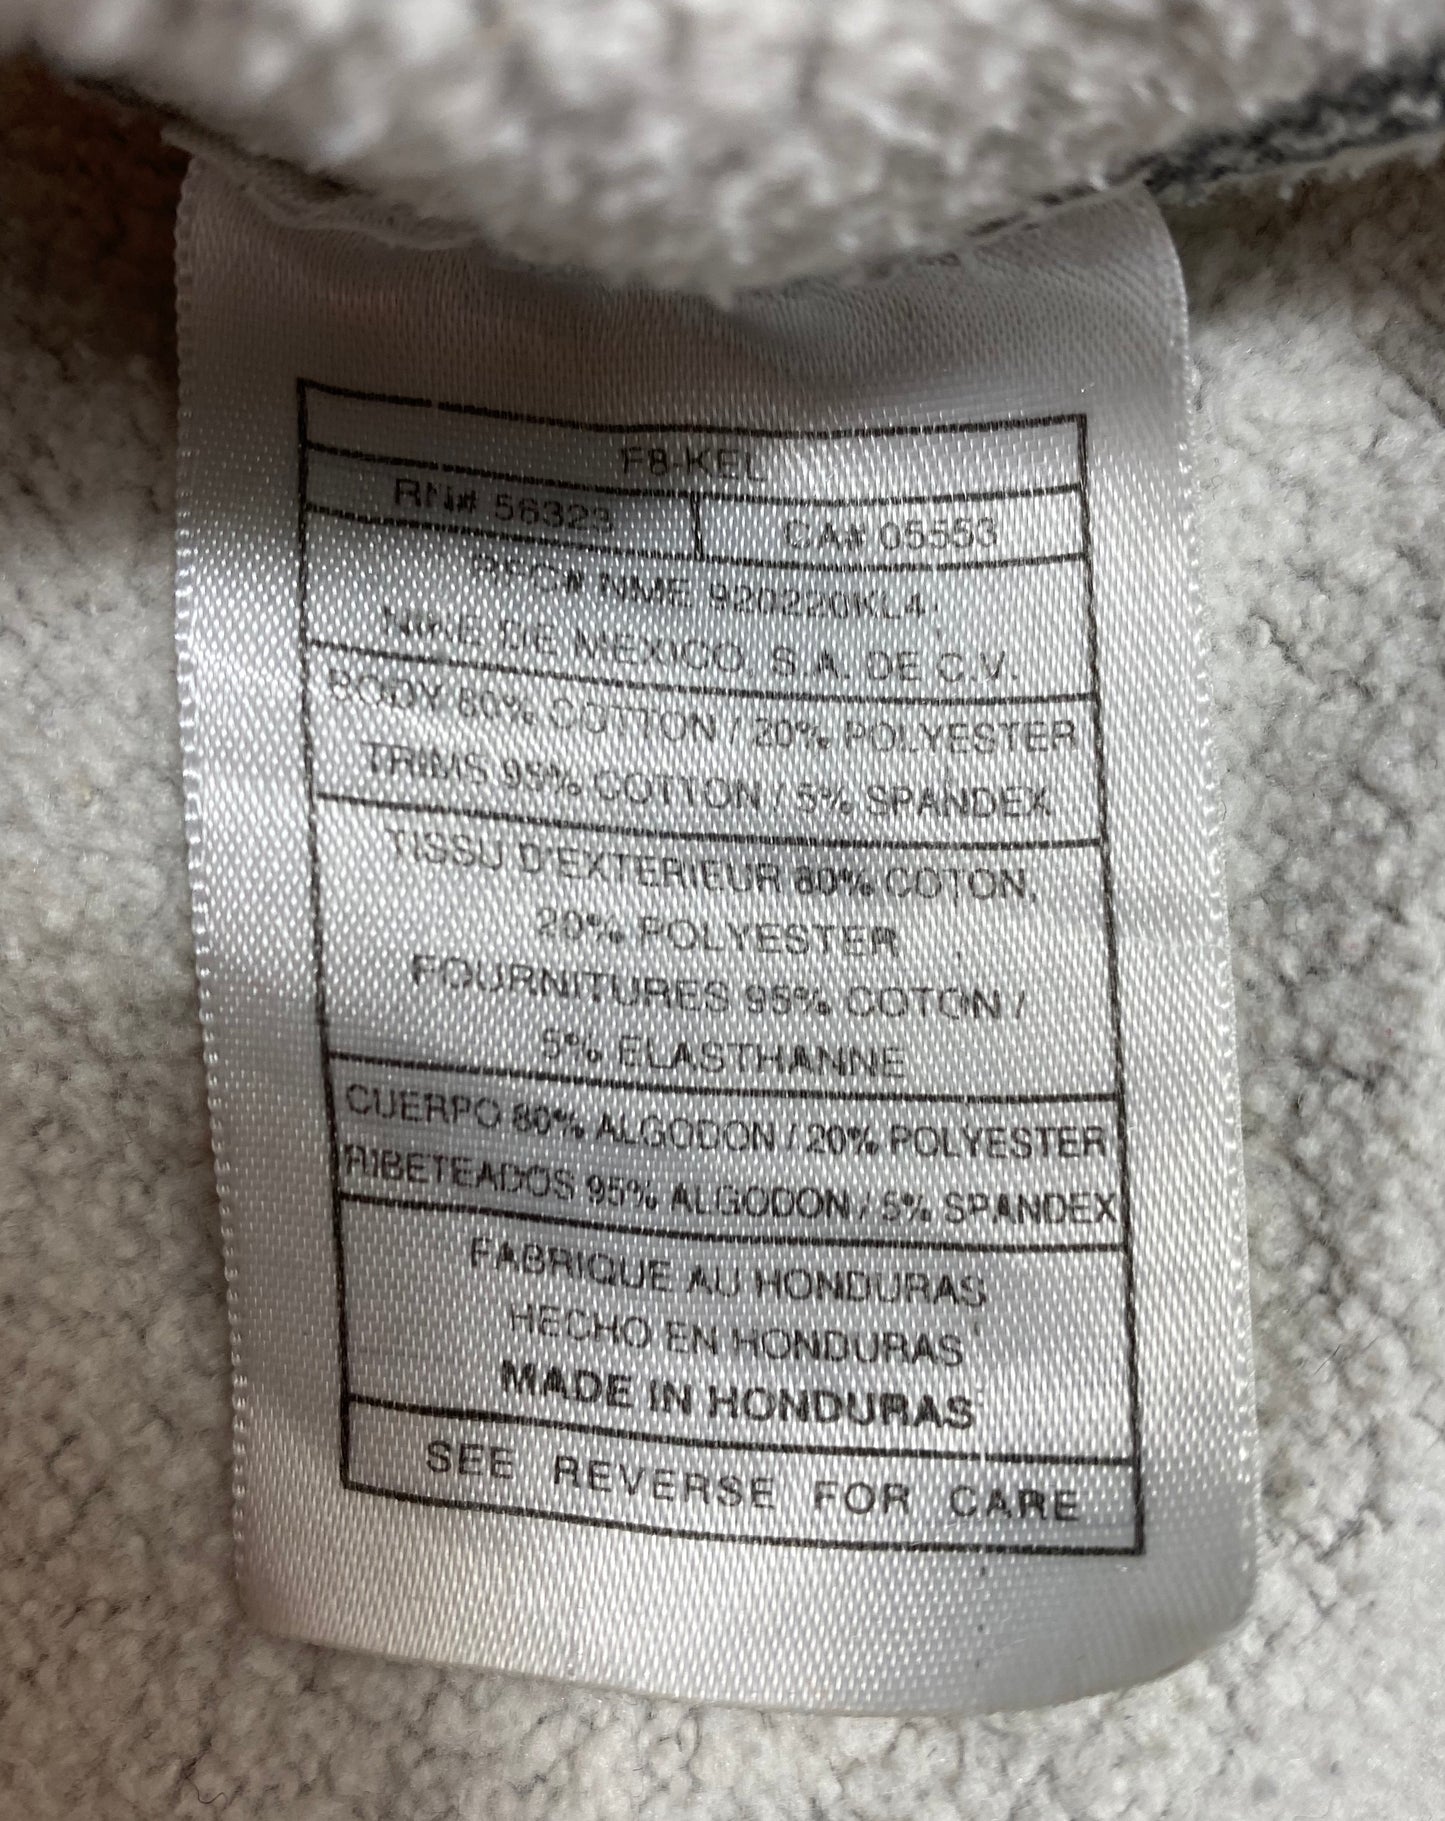 F8-KEL
RN# 56323 CA# 05553
REG# NME 920220KL4
NIKE DE MEXICO, S.A. DE C.V.
BODY 80% COTTON / 20% POLYESTER
TRIMS 95% COTTON / 5% SPANDEX
TISSU D'EXTERIEUR 80% COTON,
20% POLYESTER
FOURNITURES 95% COTON /
5% ELASTHANNE
CUERPO 80% ALGODON / 20% POLYESTER
RIBETEADOS 95% ALGODON / 5% SPANDEX
FABRIQUE AU HONDURAS
HECHO EN HONDURAS
MADE IN HONDURAS
SEE REVERSE FOR CARE